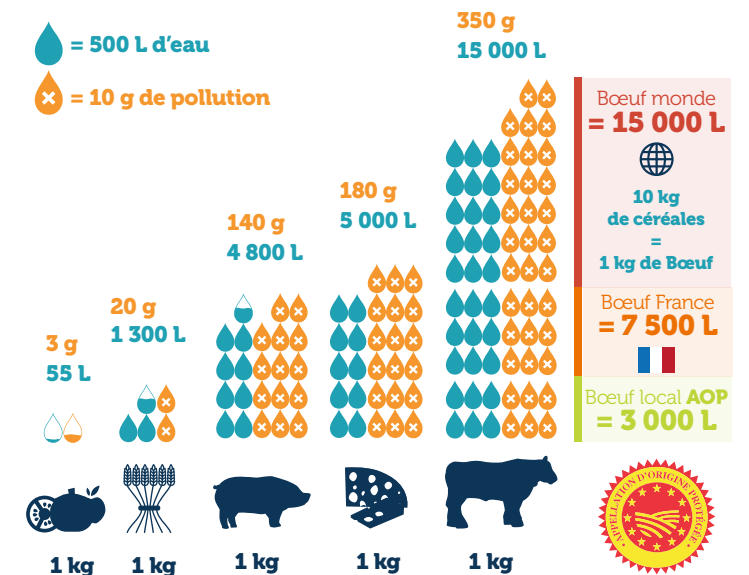 = 500 L d'eau
= 10 g de pollution
3 g
55 L
20 g
1 300 L
140 g
4 800 L
180 g
5 000 L
350 g
15 000 L
Bœuf monde
= 15 000 L
10 kg
de céréales
=
1 kg de Bœuf
Bœuf France
= 7 500 L
Bœuf local AOP
= 3 000 L
1 kg
1 kg
1 kg
1 kg
1 kg
APPELLATION D'ORIGINE PROTÉGÉE